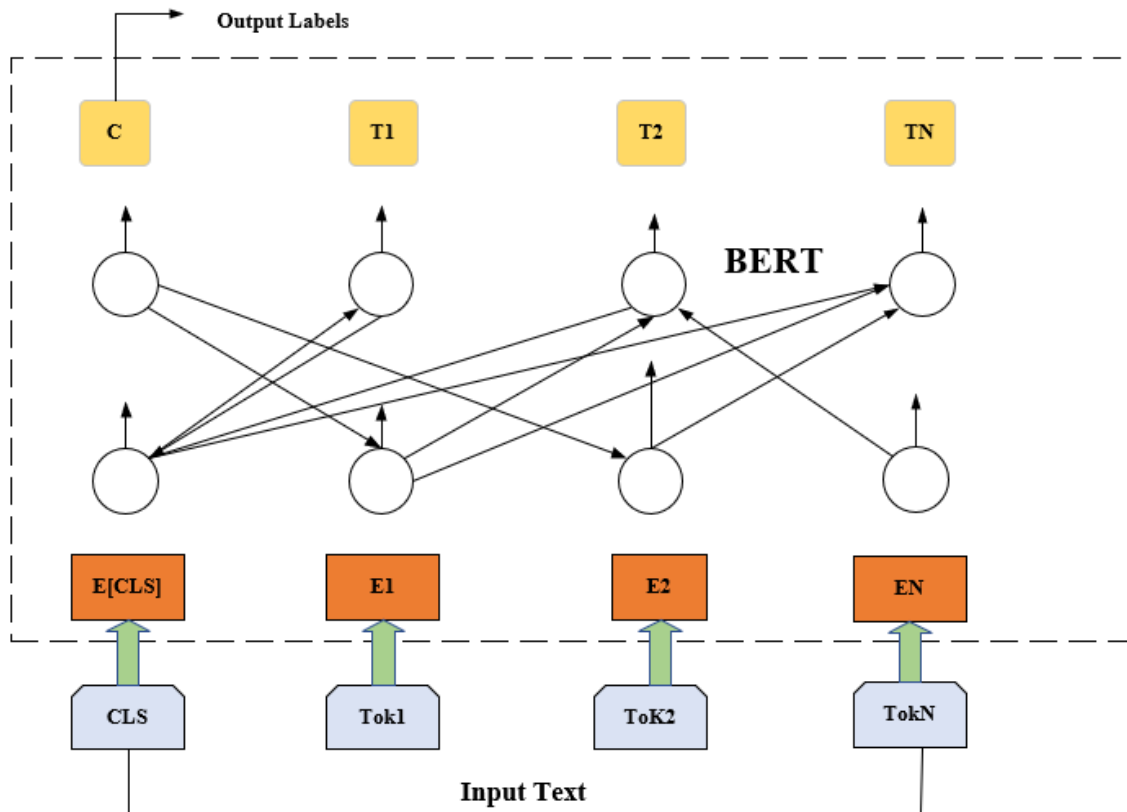 Output Labels
C
T1
T2
TN
BERT
E[CLS]
E1
E2
EN
CLS
Tok1
ToK2
TokN
Input Text